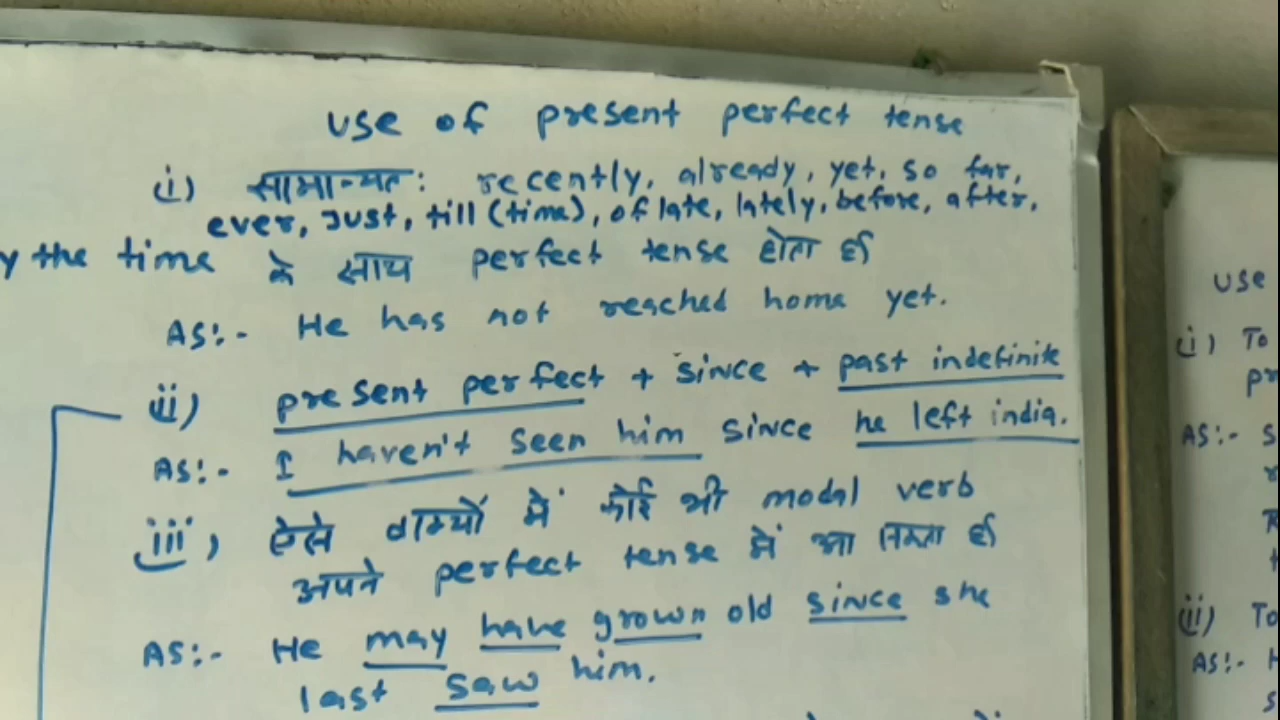 use of present perfect tense
(i) सामान्यत: recently, already, yet, so far,
ever, Just, till (time), of late, lately, before, after,
y the time के साथ perfect tense होता है
AS:- He has not reached home yet.
ii) present perfect + since + past indefinite
AS:- I haven't seen him since he left india.
iii) ऐसे वाक्यों में कोई भी modal verb
अपने perfect tense में आ सकता है
AS:- He may have grown old since she
last saw him.
use
(i) To
pr
AS:- S
(ii) To
AS:- H
s